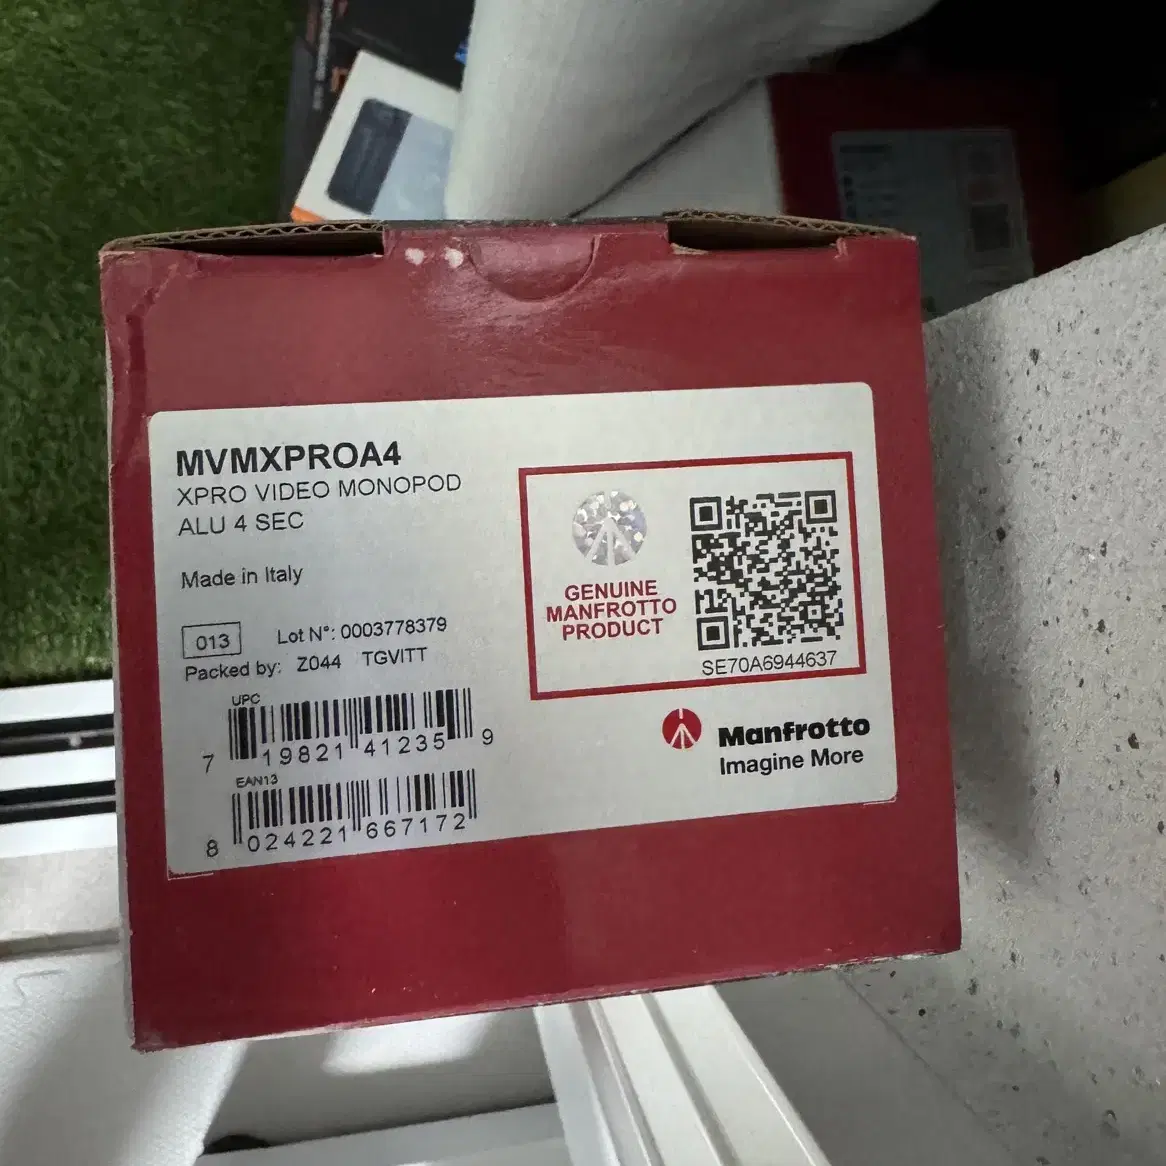 MVMXPROA4
XPRO VIDEO MONOPOD
ALU 4 SEC
Made in Italy
013
Lot N°: 0003778379
Packed by: Z044 TGVITT
UPC
7 19821 41235 9
EAN13
8 024221 667172
GENUINE
MANFROTTO
PRODUCT
SE70A6944637
Manfrotto
Imagine More